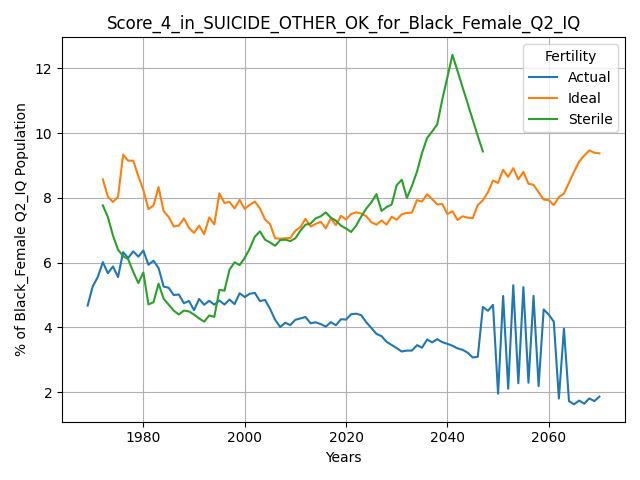 Score_4_in_SUICIDE_OTHER_OK_for_Black_Female_Q2_IQ
% of Black_Female Q2_IQ Population
12
10
8
6
4
2
Fertility
Actual
Ideal
Sterile
1980
2000
2020
2040
2060
Years